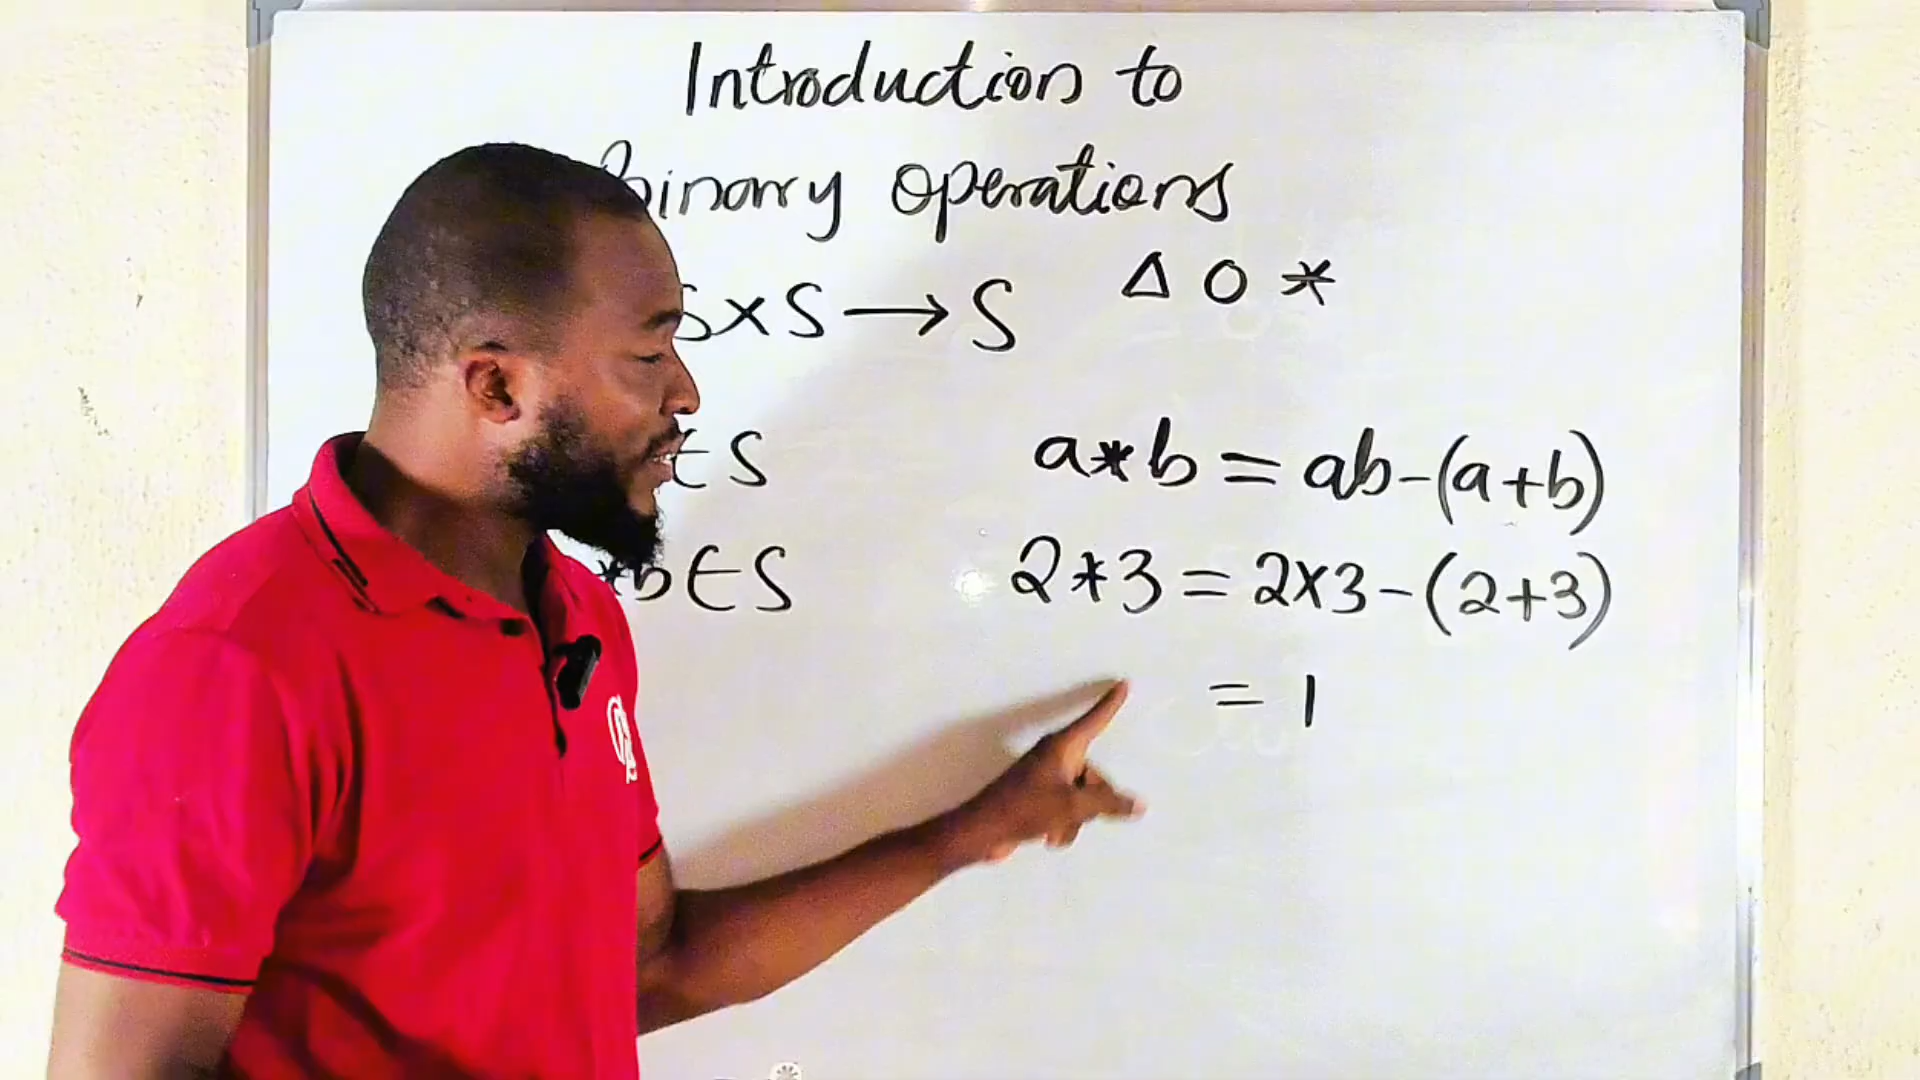 Introduction to
Binary operations
S×S→S Δ O *
∈S a*b = ab-(a+b)
*b∈S 2*3 = 2×3-(2+3)
= 1